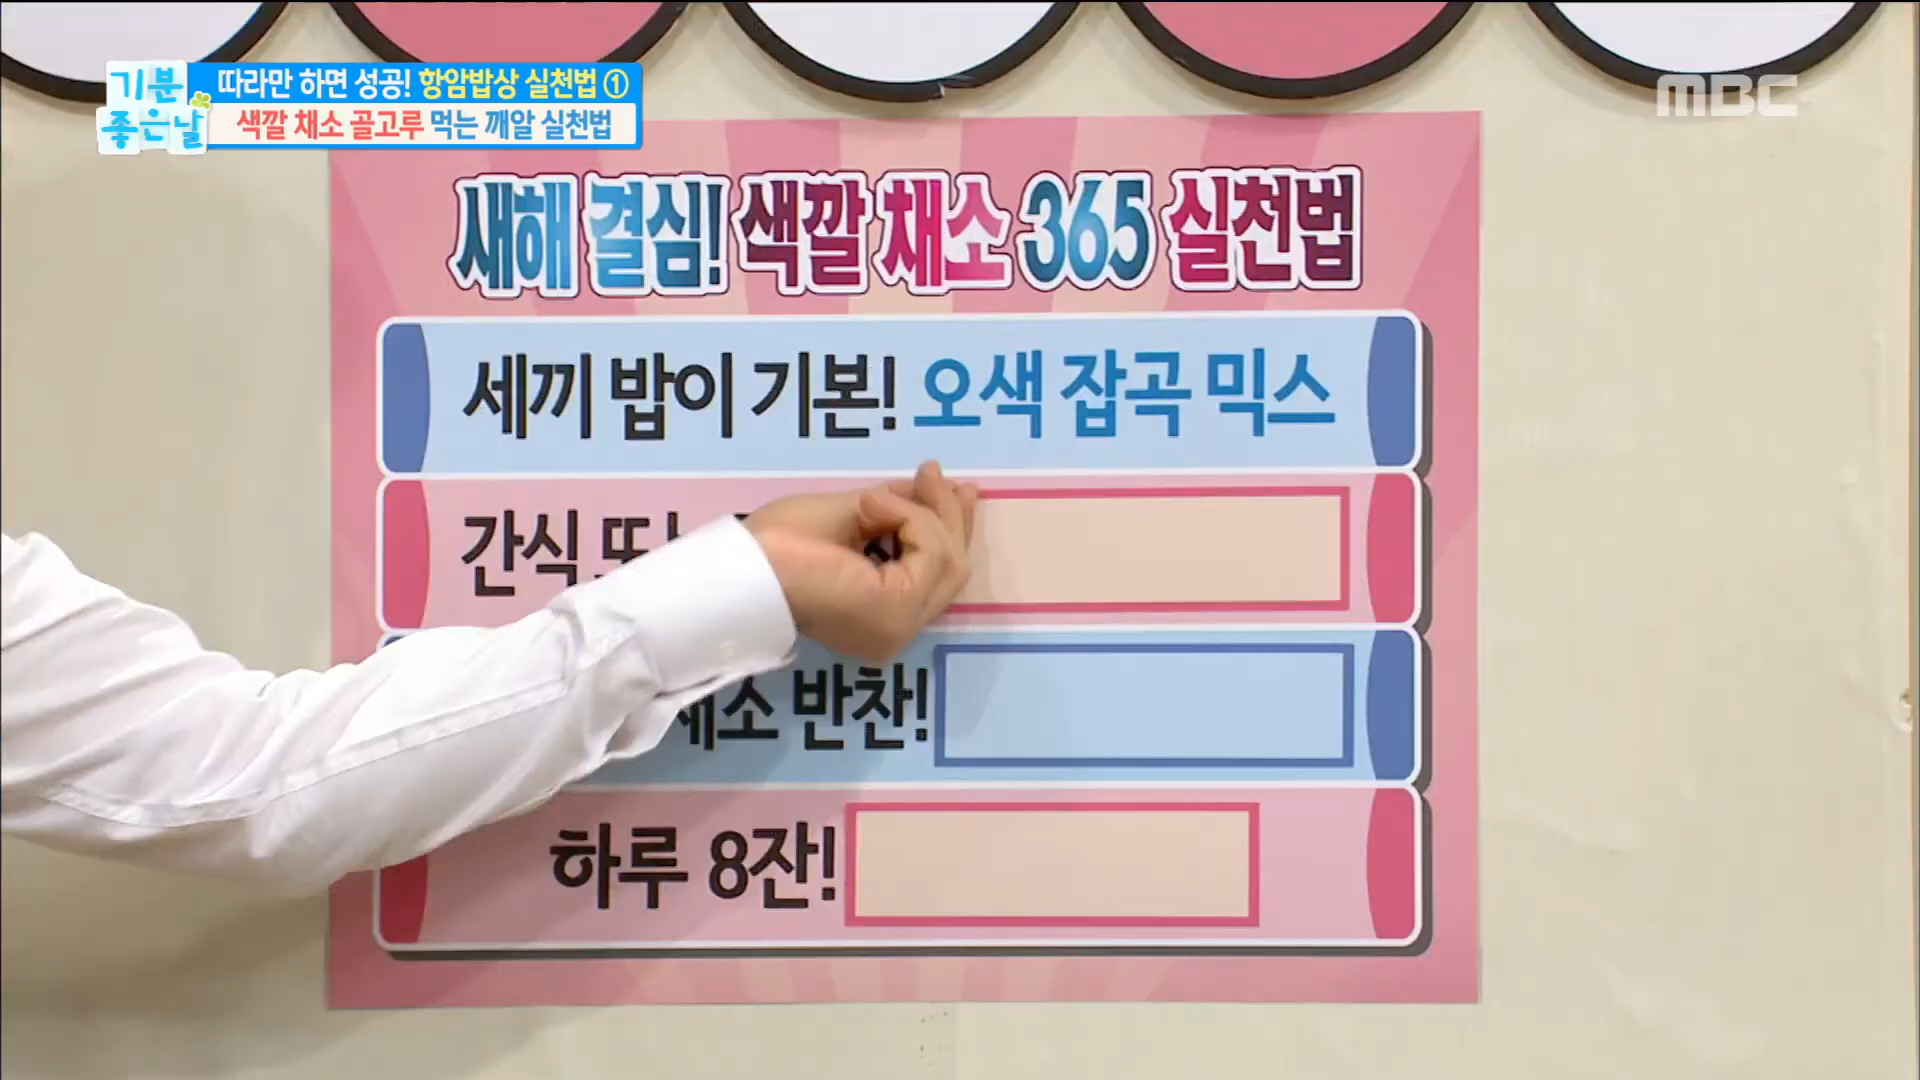 기분
좋은날
따라만 하면 성공! 항암밥상 실천법 ①
색깔 채소 골고루 먹는 깨알 실천법
MBC
새해 결심! 색깔 채소 365 실천법
세끼 밥이 기본! 오색 잡곡 믹스
간식
채소 반찬!
하루 8잔!